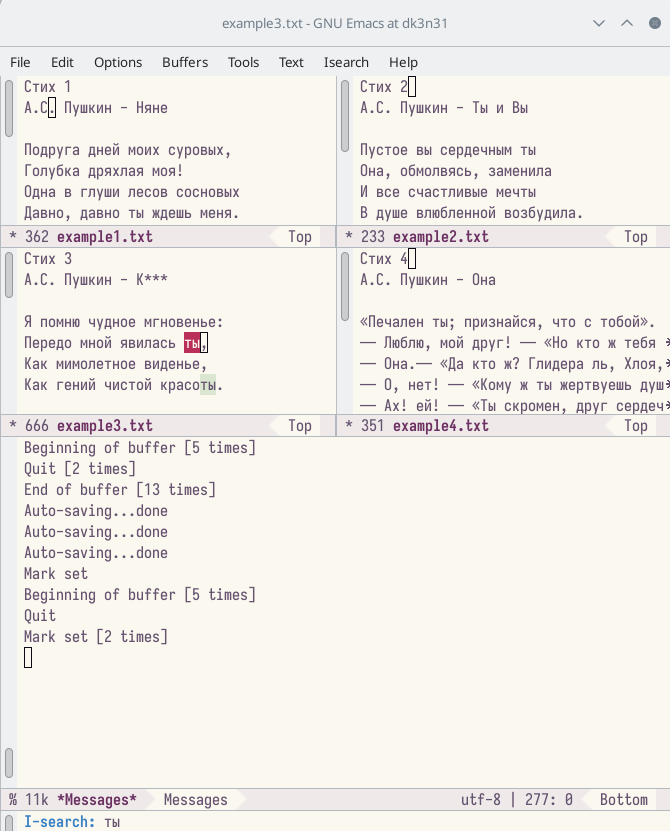 example3.txt - GNU Emacs at dk3n31
File Edit Options Buffers Tools Text Isearch Help
Стих 1
А.С. Пушкин - Няне
Подруга дней моих суровых,
Голубка дряхлая моя!
Одна в глуши лесов сосновых
Давно, давно ты ждешь меня.
* 362 example1.txt Top
Стих 2
А.С. Пушкин - Ты и Вы
Пустое вы сердечным ты
Она, обмолвясь, заменила
И все счастливые мечты
В душе влюбленной возбудила.
* 233 example2.txt Top
Стих 3
А.С. Пушкин - К***
Я помню чудное мгновенье:
Передо мной явилась ты,
Как мимолетное виденье,
Как гений чистой красоты.
* 666 example3.txt Top
Стих 4
А.С. Пушкин - Она
«Печален ты; признайся, что с тобой».
— Люблю, мой друг! — «Но кто ж тебя
— Она.— «Да кто ж? Глидера ль, Хлоя,
— О, нет! — «Кому ж ты жертвуешь душ
— Ах! ей! — «Ты скромен, друг сердеч
* 351 example4.txt Top
Beginning of buffer [5 times]
Quit [2 times]
End of buffer [13 times]
Auto-saving...done
Auto-saving...done
Auto-saving...done
Mark set
Beginning of buffer [5 times]
Quit
Mark set [2 times]
% 11k *Messages* Messages utf-8 | 277: 0 Bottom
I-search: ты